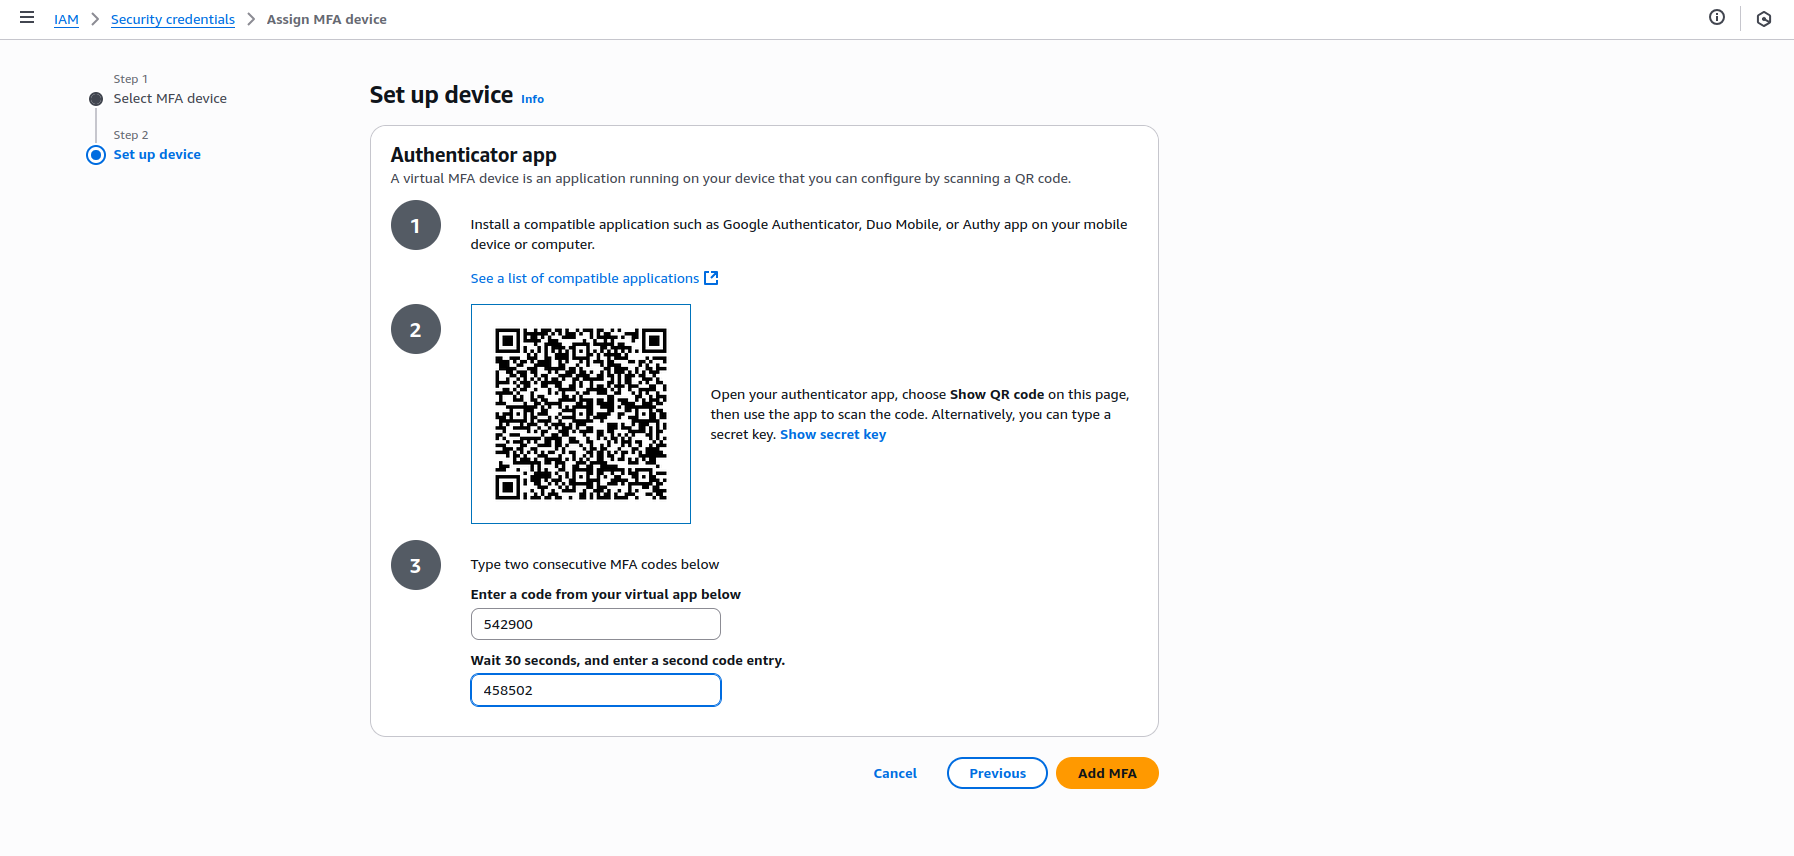 IAM > Security credentials > Assign MFA device
Step 1
Select MFA device
Step 2
Set up device
Set up device Info
Authenticator app
A virtual MFA device is an application running on your device that you can configure by scanning a QR code.
1
Install a compatible application such as Google Authenticator, Duo Mobile, or Authy app on your mobile
device or computer.
See a list of compatible applications
2
Open your authenticator app, choose Show QR code on this page,
then use the app to scan the code. Alternatively, you can type a
secret key. Show secret key
3
Type two consecutive MFA codes below
Enter a code from your virtual app below
542900
Wait 30 seconds, and enter a second code entry.
458502
Cancel
Previous
Add MFA